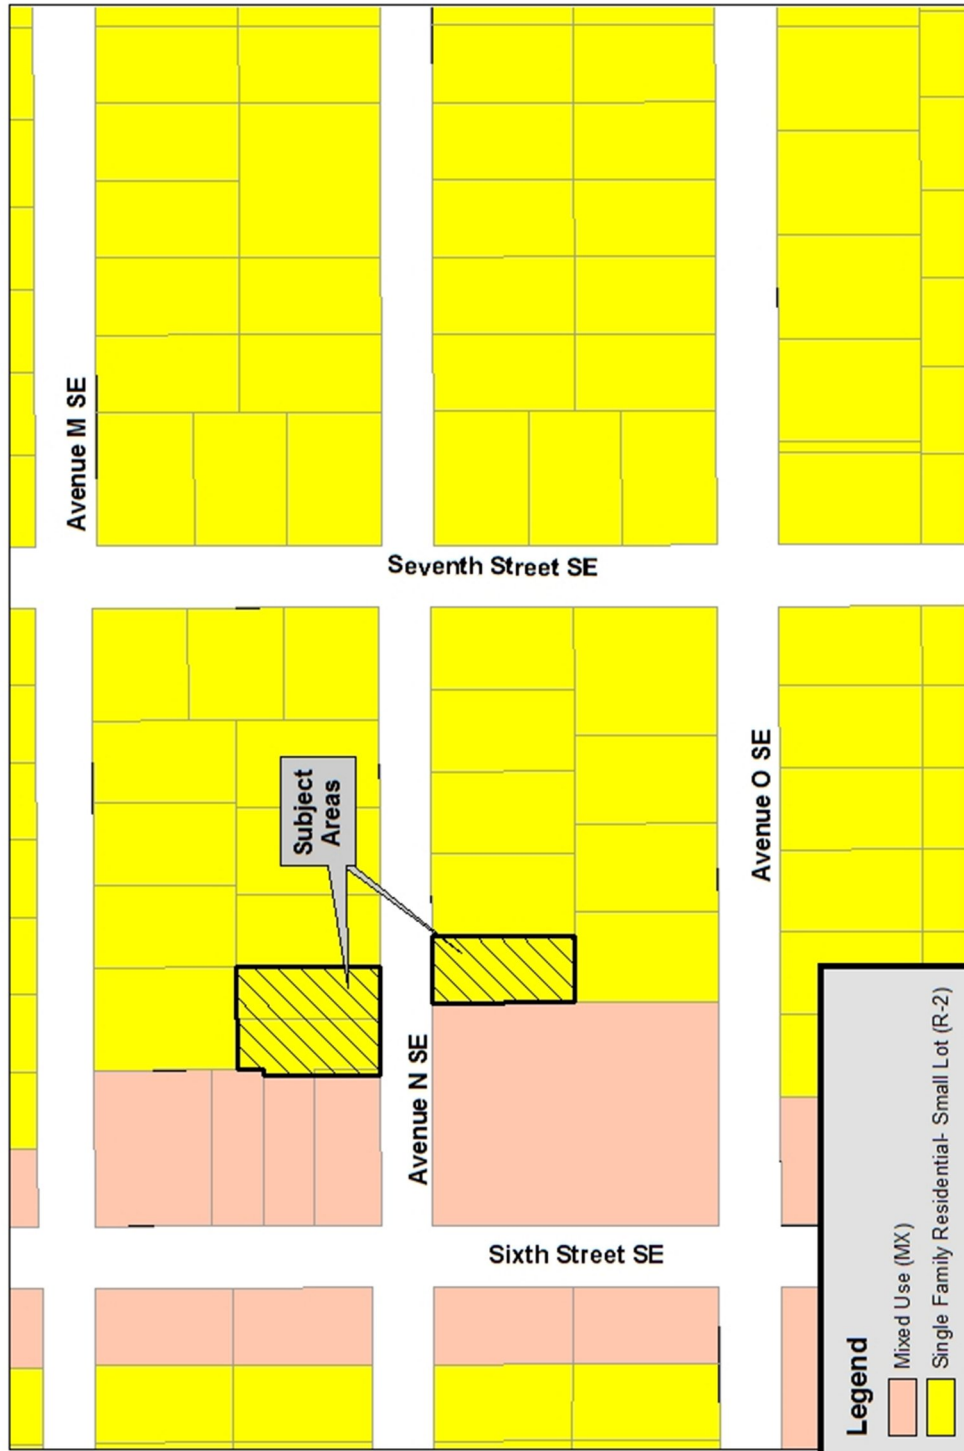 Avenue M SE
Seventh Street SE
Subject
Areas
Avenue O SE
Avenue N SE
Sixth Street SE
Legend
Mixed Use (MX)
Single Family Residential- Small Lot (R-2)